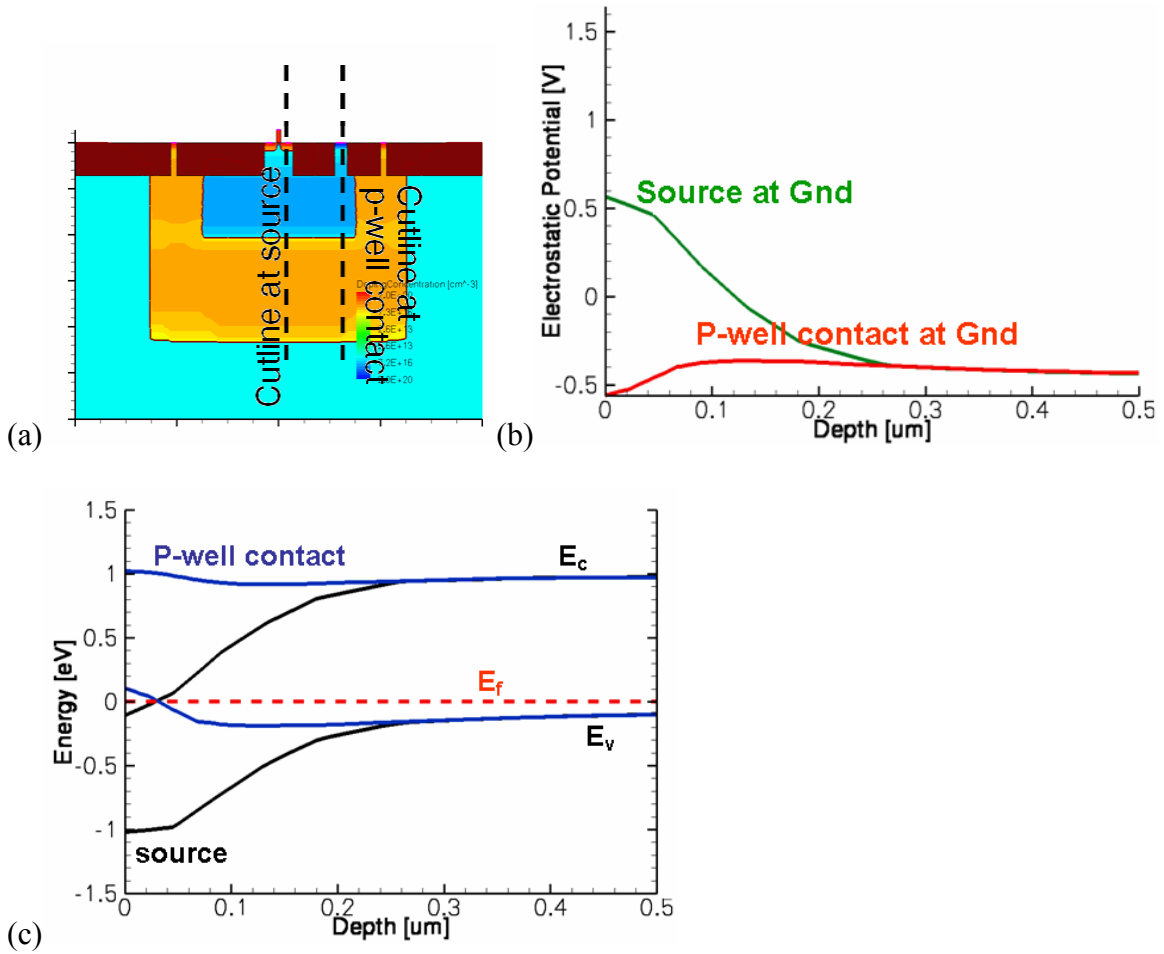 Cutline at source
p-well contact
Cutline at
DopingConcentration [cm^-3]
(a)
1.5
1
0.5
0
-0.5
Electrostatic Potential [V]
Source at Gnd
P-well contact at Gnd
0 0.1 0.2 0.3 0.4 0.5
Depth [um]
(b)
1.5
1
0.5
0
-0.5
-1
-1.5
Energy [eV]
P-well contact
Ec
Ef
Ev
source
0 0.1 0.2 0.3 0.4 0.5
Depth [um]
(c)